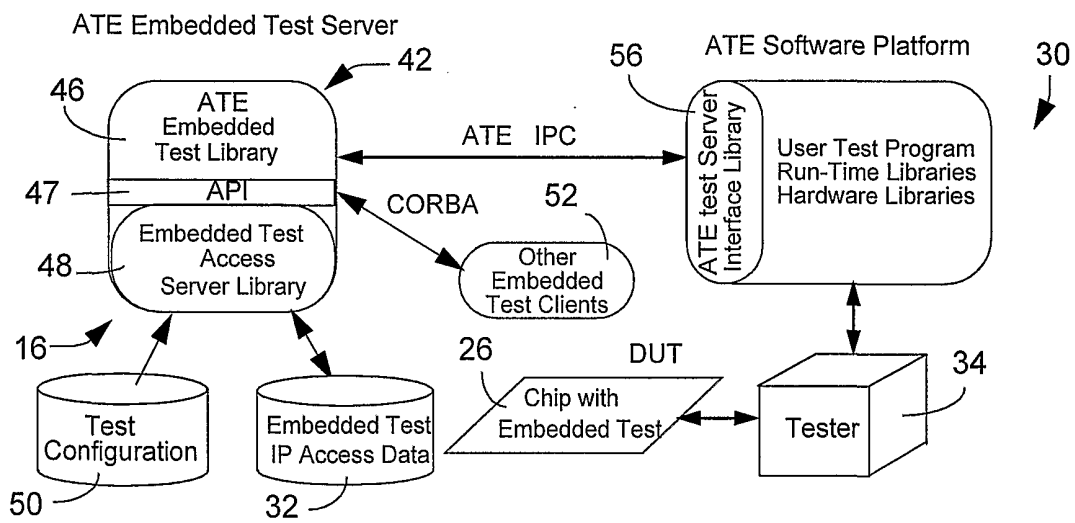 ATE Embedded Test Server
42
ATE Software Platform
56
30
46
ATE
Embedded
Test Library
ATE IPC
ATE test Server
Interface Library
User Test Program
Run-Time Libraries
Hardware Libraries
47
API
CORBA
52
Embedded Test
Access
Server Library
48
Other
Embedded
Test Clients
16
26
DUT
34
Test
Configuration
Embedded Test
IP Access Data
Chip with
Embedded Test
Tester
50
32